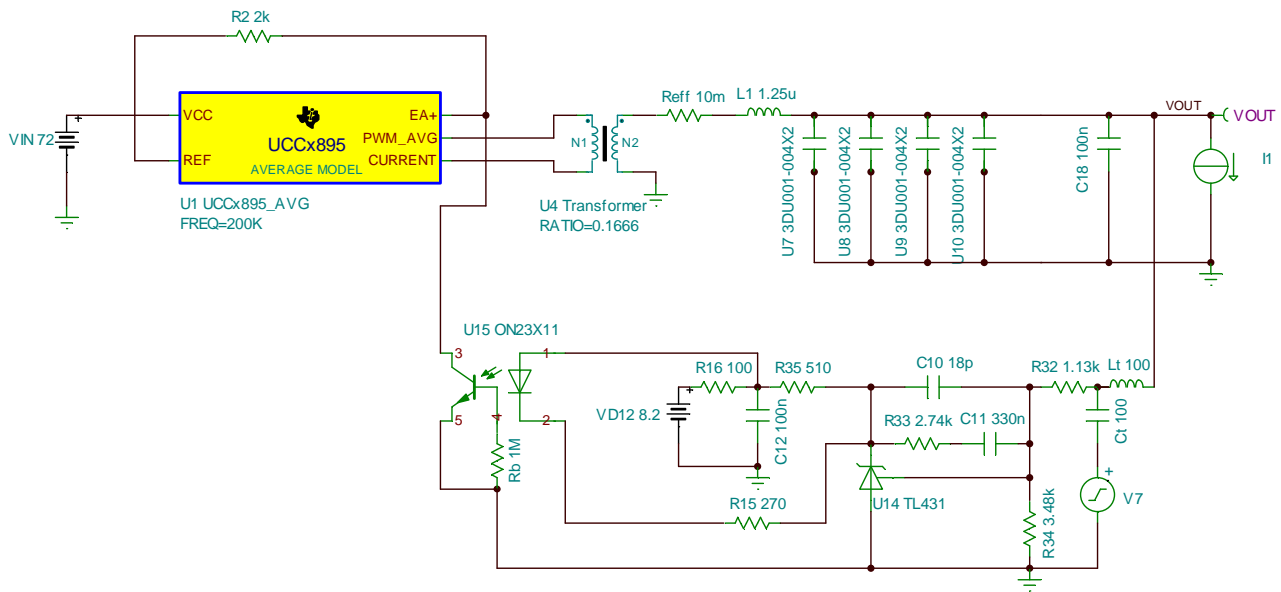 R2 2k
VCC
EA+
UCCx895
PWM_AVG
REF
CURRENT
AVERAGE MODEL
VIN 72
+
U1 UCCx895_AVG
FREQ=200K
N1
N2
U4 Transformer
RATIO=0.1666
Reff 10m
L1 1.25u
U7 3DU001-004X2
U8 3DU001-004X2
U9 3DU001-004X2
U10 3DU001-004X2
C18 100n
VOUT
VOUT
I1
U15 ON23X11
3
1
5
4
2
Rb 1M
R16 100
R35 510
+
VD12 8.2
C12 100n
C10 18p
R33 2.74k
C11 330n
R32 1.13k
Lt 100
Ct 100
R15 270
U14 TL431
R34 3.48k
+
V7